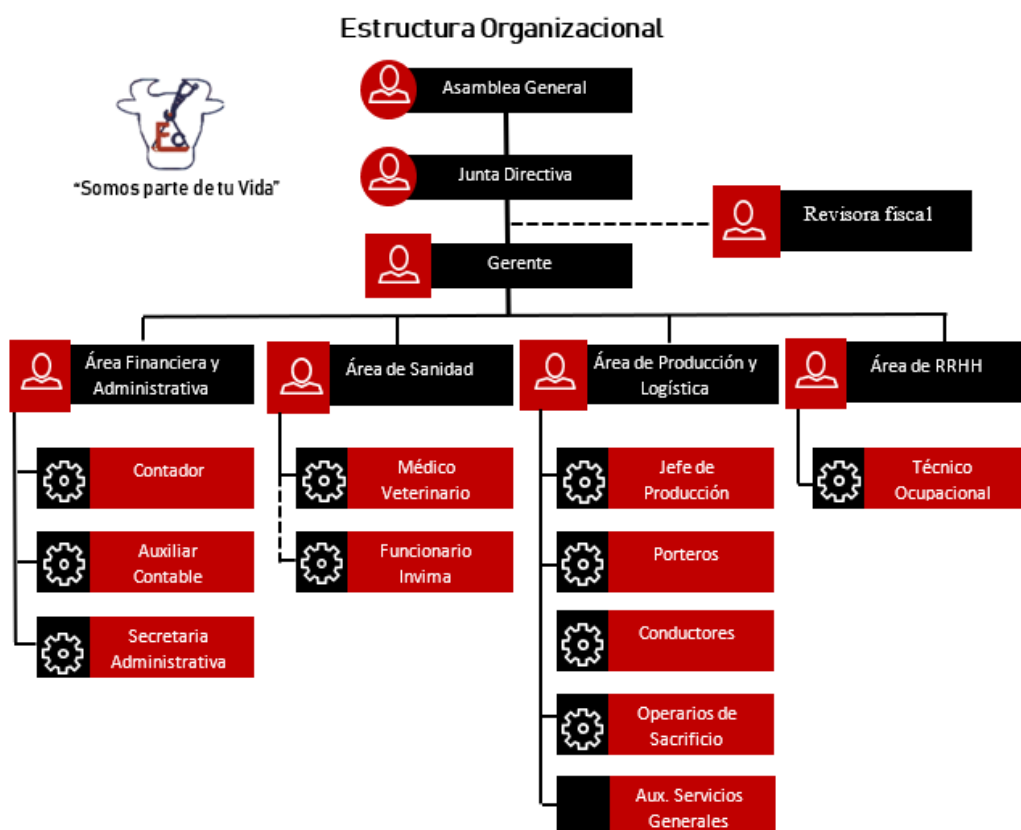 Estructura Organizacional
Asamblea General
"Somos parte de tu Vida"
Junta Directiva
Revisora fiscal
Gerente
Área Financiera y
Administrativa
Área de Sanidad
Área de Producción y
Logística
Área de RRHH
Contador
Médico
Veterinario
Jefe de
Producción
Técnico
Ocupacional
Auxiliar
Contable
Funcionario
Invima
Porteros
Secretaria
Administrativa
Conductores
Operarios de
Sacrificio
Aux. Servicios
Generales